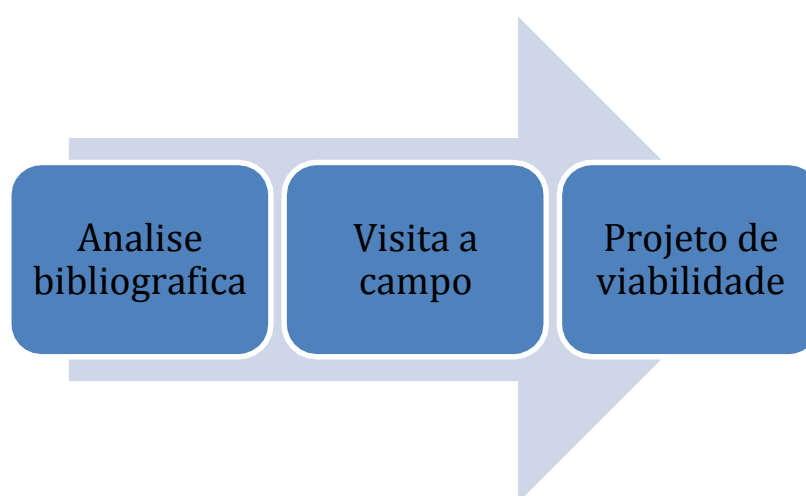 Analise
bibliografica
Visita a
campo
Projeto de
viabilidade